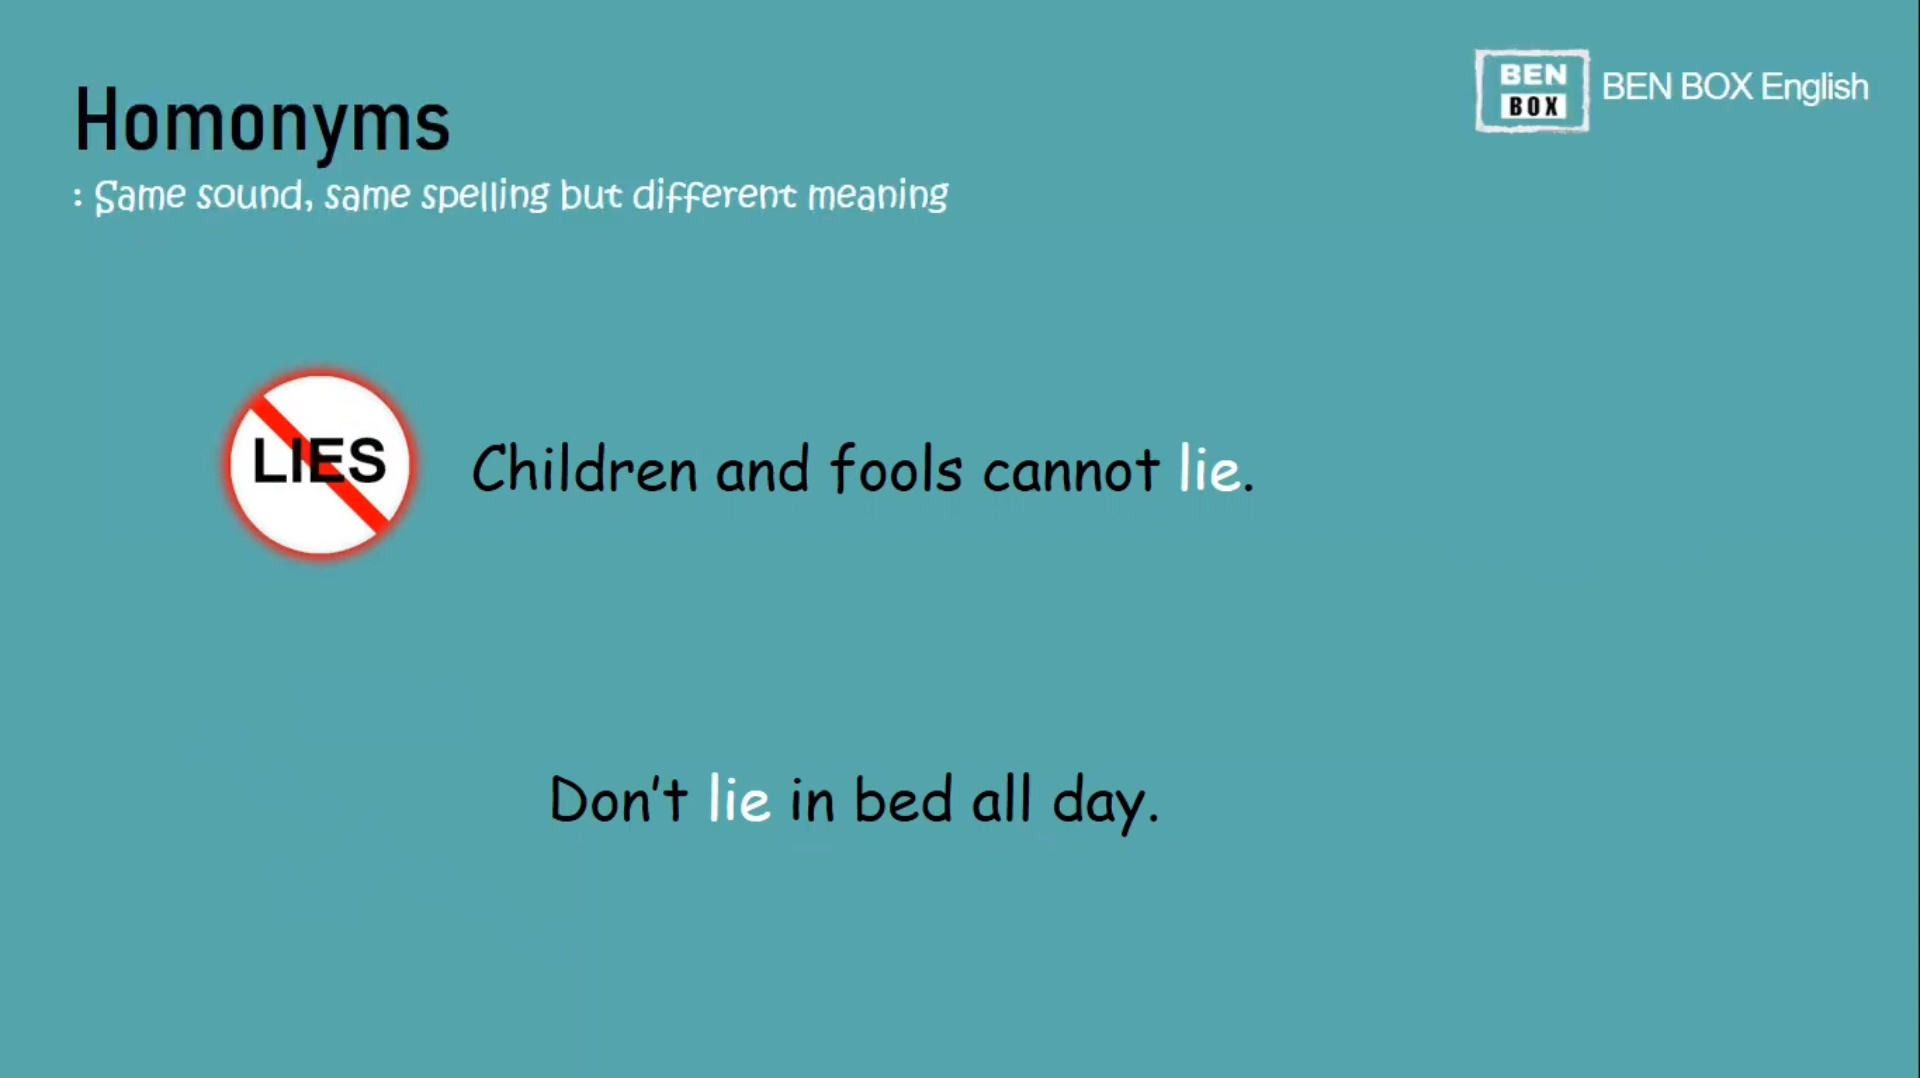 BEN
BOX
BEN BOX English
Homonyms
: Same sound, same spelling but different meaning
LIES
Children and fools cannot lie.
Don't lie in bed all day.